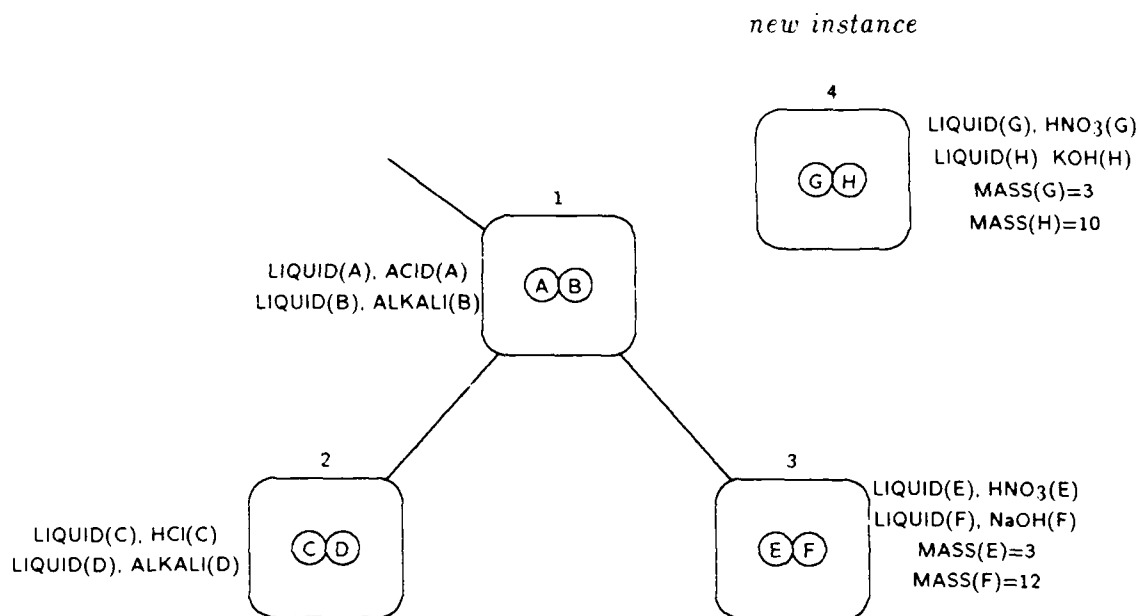 new instance
4
G H
LIQUID(G), HNO3(G)
LIQUID(H) KOH(H)
MASS(G)=3
MASS(H)=10
1
LIQUID(A), ACID(A)
LIQUID(B), ALKALI(B)
A B
2
LIQUID(C), HCl(C)
LIQUID(D), ALKALI(D)
C D
3
E F
LIQUID(E), HNO3(E)
LIQUID(F), NaOH(F)
MASS(E)=3
MASS(F)=12